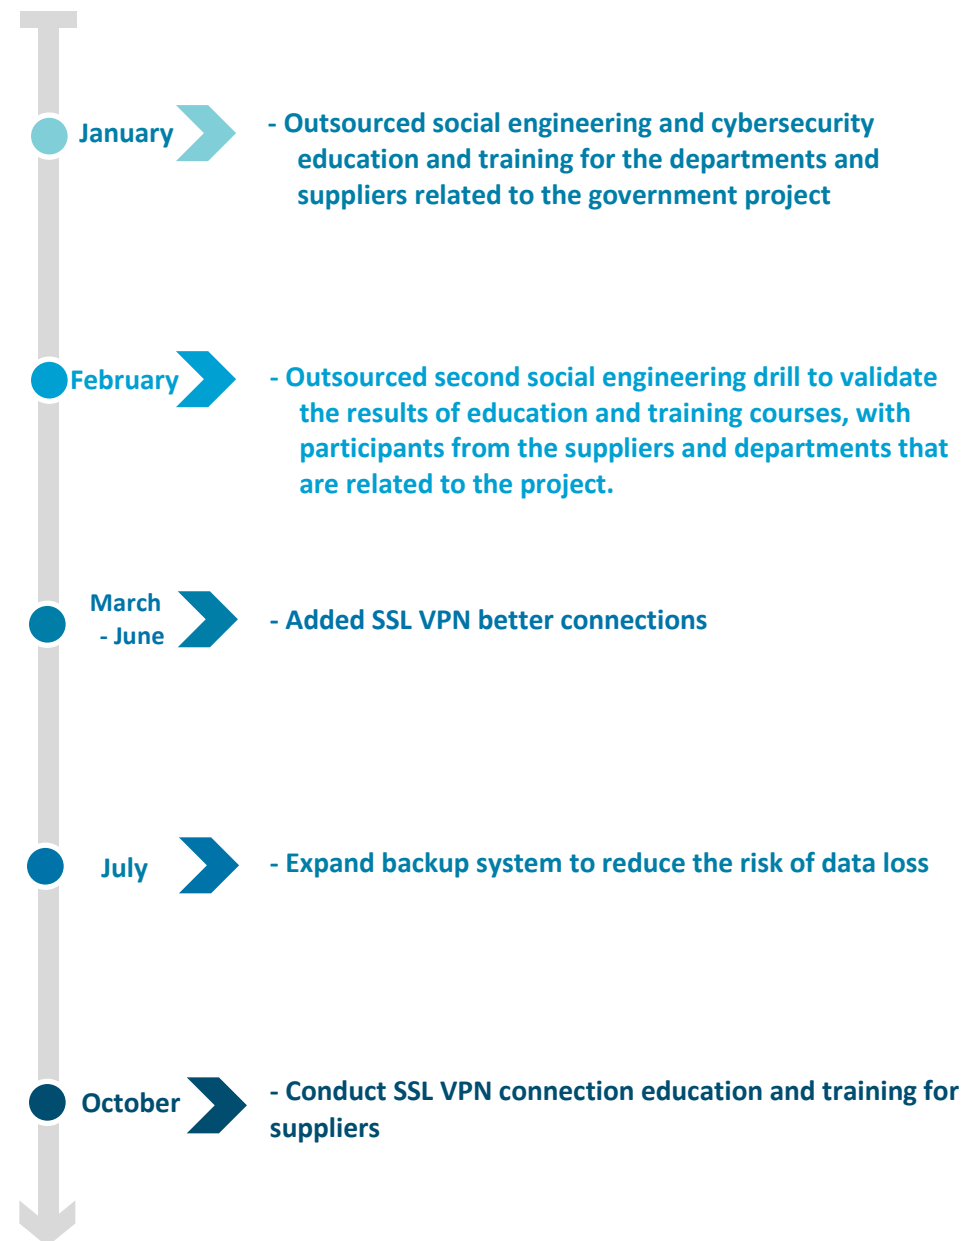 January
- Outsourced social engineering and cybersecurity
education and training for the departments and
suppliers related to the government project
February
- Outsourced second social engineering drill to validate
the results of education and training courses, with
participants from the suppliers and departments that
are related to the project.
March
- June
- Added SSL VPN better connections
July
- Expand backup system to reduce the risk of data loss
October
- Conduct SSL VPN connection education and training for
suppliers